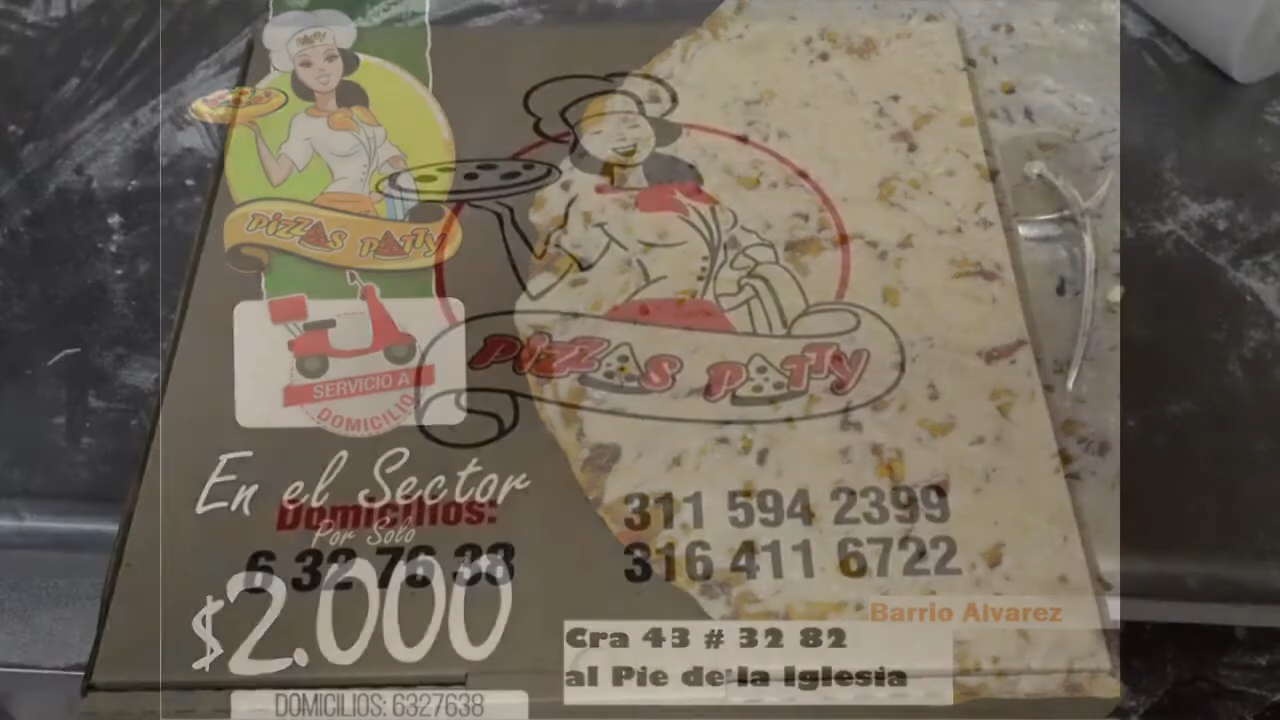 PIZZAS PATTY
PIZZAS PATTY
SERVICIO A
DOMICILIO
En el Sector
Domicilios:
Por Solo
6 32 76 38
$2.000
311 594 2399
316 411 6722
Barrio Alvarez
Cra 43 # 32 82
al Pie de la Iglesia
DOMICILIOS: 6327638